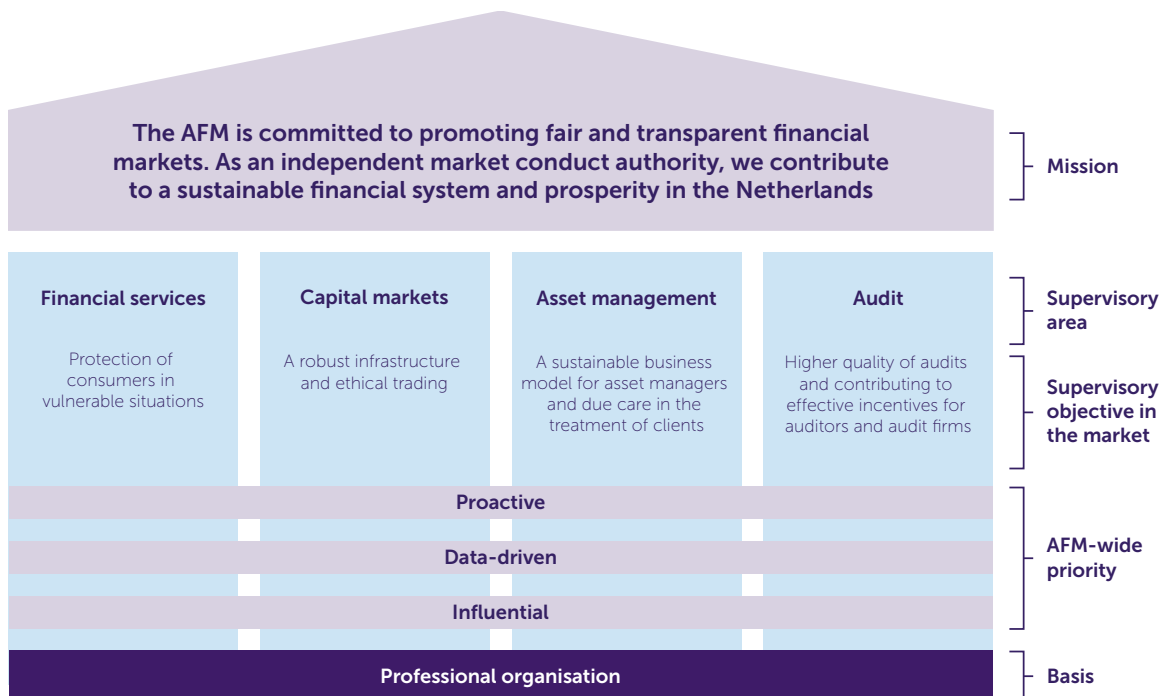 The AFM is committed to promoting fair and transparent financial
markets. As an independent market conduct authority, we contribute
to a sustainable financial system and prosperity in the Netherlands
Mission
Financial services
Capital markets
Asset management
Audit
Supervisory
area
Protection of
consumers in
vulnerable situations
A robust infrastructure
and ethical trading
A sustainable business
model for asset managers
and due care in the
treatment of clients
Higher quality of audits
and contributing to
effective incentives for
auditors and audit firms
Supervisory
objective in
the market
Proactive
Data-driven
Influential
AFM-wide
priority
Professional organisation
Basis